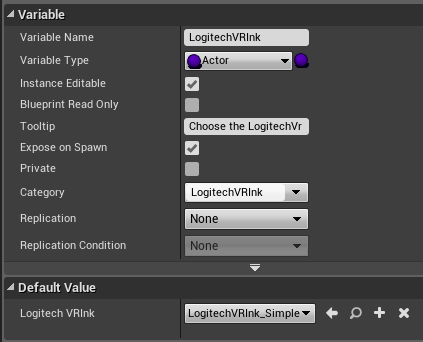 Variable
Variable Name LogitechVRInk
Variable Type Actor
Instance Editable
Blueprint Read Only
Tooltip Choose the LogitechVr
Expose on Spawn
Private
Category LogitechVRInk
Replication None
Replication Condition None
Default Value
Logitech VRInk LogitechVRInk_Simple